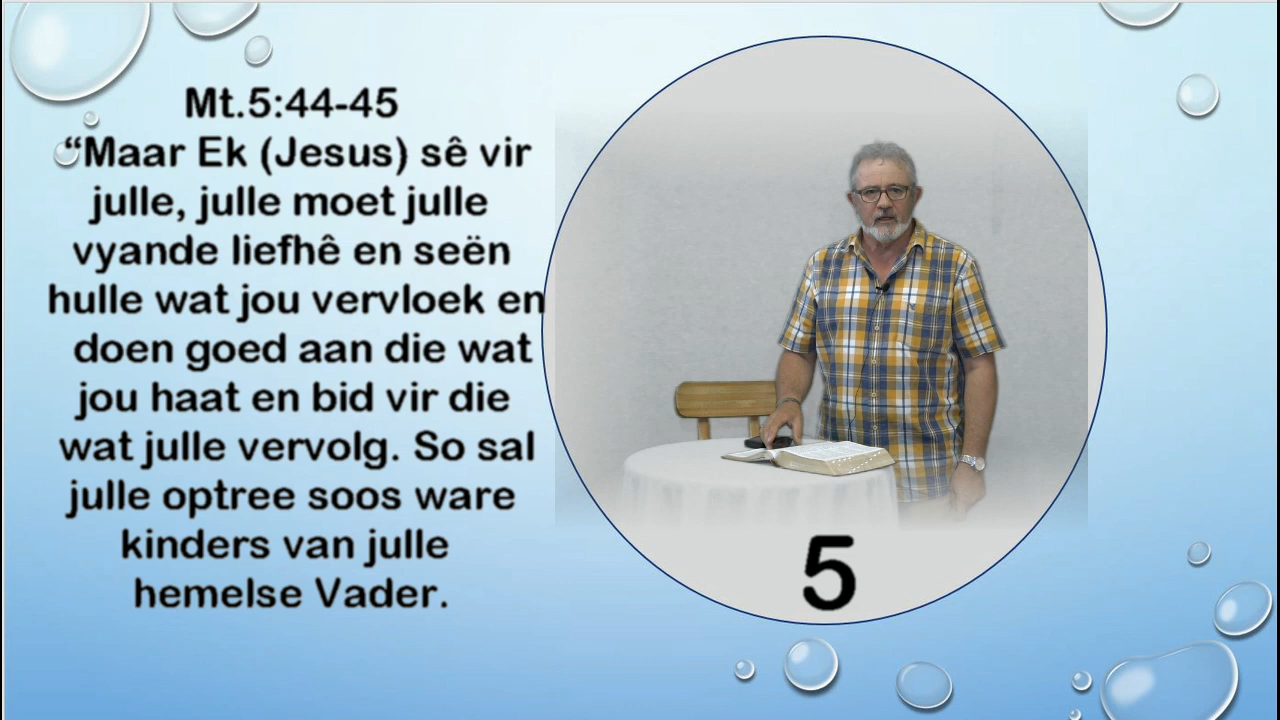 Mt.5:44-45
“Maar Ek (Jesus) sê vir
julle, julle moet julle
vyande liefhê en seën
hulle wat jou vervloek en
doen goed aan die wat
jou haat en bid vir die
wat julle vervolg. So sal
julle optree soos ware
kinders van julle
hemelse Vader.
5